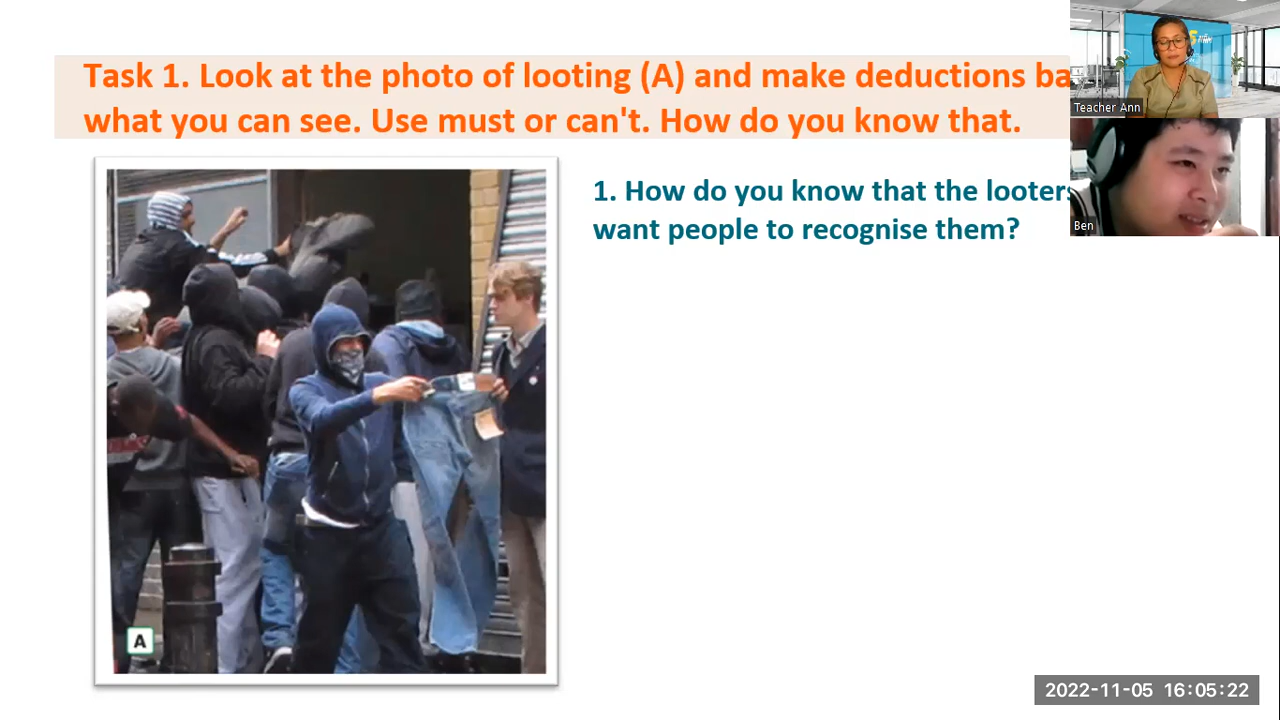 Task 1. Look at the photo of looting (A) and make deductions ba
what you can see. Use must or can't. How do you know that.
Teacher Ann
1. How do you know that the looters
want people to recognise them?
Ben
A
2022-11-05 16:05:22